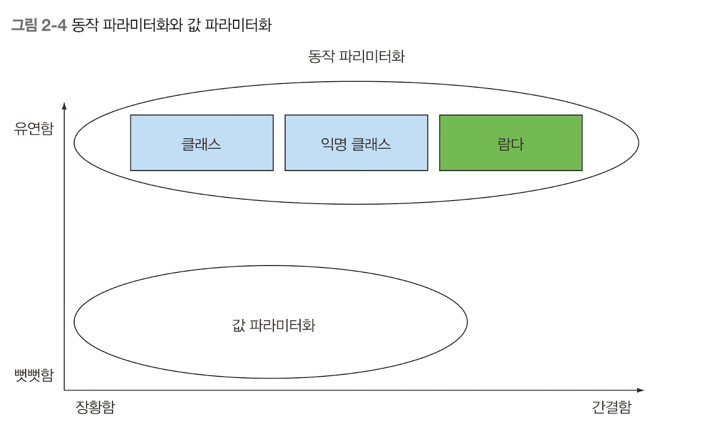 그림 2-4 동작 파라미터화와 값 파라미터화
동작 파리미터화
유연함
클래스
익명 클래스
람다
값 파라미터화
뻣뻣함
장황함
간결함